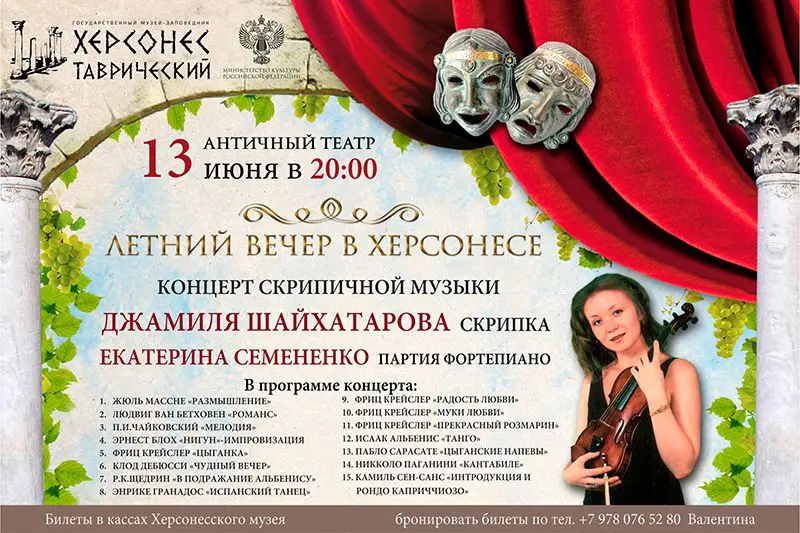 ГОСУДАРСТВЕННЫЙ МУЗЕЙ-ЗАПОВЕДНИК
ХЕРСОНЕС
ТАВРИЧЕСКИЙ
МИНИСТЕРСТВО КУЛЬТУРЫ
РОССИЙСКОЙ ФЕДЕРАЦИИ
13 АНТИЧНЫЙ ТЕАТР
ИЮНЯ В 20:00
ЛЕТНИЙ ВЕЧЕР В ХЕРСОНЕСЕ
КОНЦЕРТ СКРИПИЧНОЙ МУЗЫКИ
ДЖАМИЛЯ ШАЙХАТАРОВА СКРИПКА
ЕКАТЕРИНА СЕМЕНЕНКО ПАРТИЯ ФОРТЕПИАНО
В программе концерта:
1. ЖЮЛЬ МАССНЕ «РАЗМЫШЛЕНИЕ»
2. ЛЮДВИГ ВАН БЕТХОВЕН «РОМАНС»
3. П.И.ЧАЙКОВСКИЙ «МЕЛОДИЯ»
4. ЭРНЕСТ БЛОХ «НИГУН»-ИМПРОВИЗАЦИЯ
5. ФРИЦ КРЕЙСЛЕР «ЦЫГАНКА»
6. КЛОД ДЕБЮССИ «ЧУДНЫЙ ВЕЧЕР»
7. Р.К.ЩЕДРИН «В ПОДРАЖАНИЕ АЛЬБЕНИСУ»
8. ЭНРИКЕ ГРАНАДОС «ИСПАНСКИЙ ТАНЕЦ»
9. ФРИЦ КРЕЙСЛЕР «РАДОСТЬ ЛЮБВИ»
10. ФРИЦ КРЕЙСЛЕР «МУКИ ЛЮБВИ»
11. ФРИЦ КРЕЙСЛЕР «ПРЕКРАСНЫЙ РОЗМАРИН»
12. ИСААК АЛЬБЕНИС «ТАНГО»
13. ПАБЛО САРАСАТЕ «ЦЫГАНСКИЕ НАПЕВЫ»
14. НИККОЛО ПАГАНИНИ «КАНТАБИЛЕ»
15. КАМИЛЬ СЕН-САНС «ИНТРОДУКЦИЯ И
РОНДО КАПРИЧЧИОЗО»
Билеты в кассах Херсонесского музея
бронировать билеты по тел. +7 978 076 52 80 Валентина